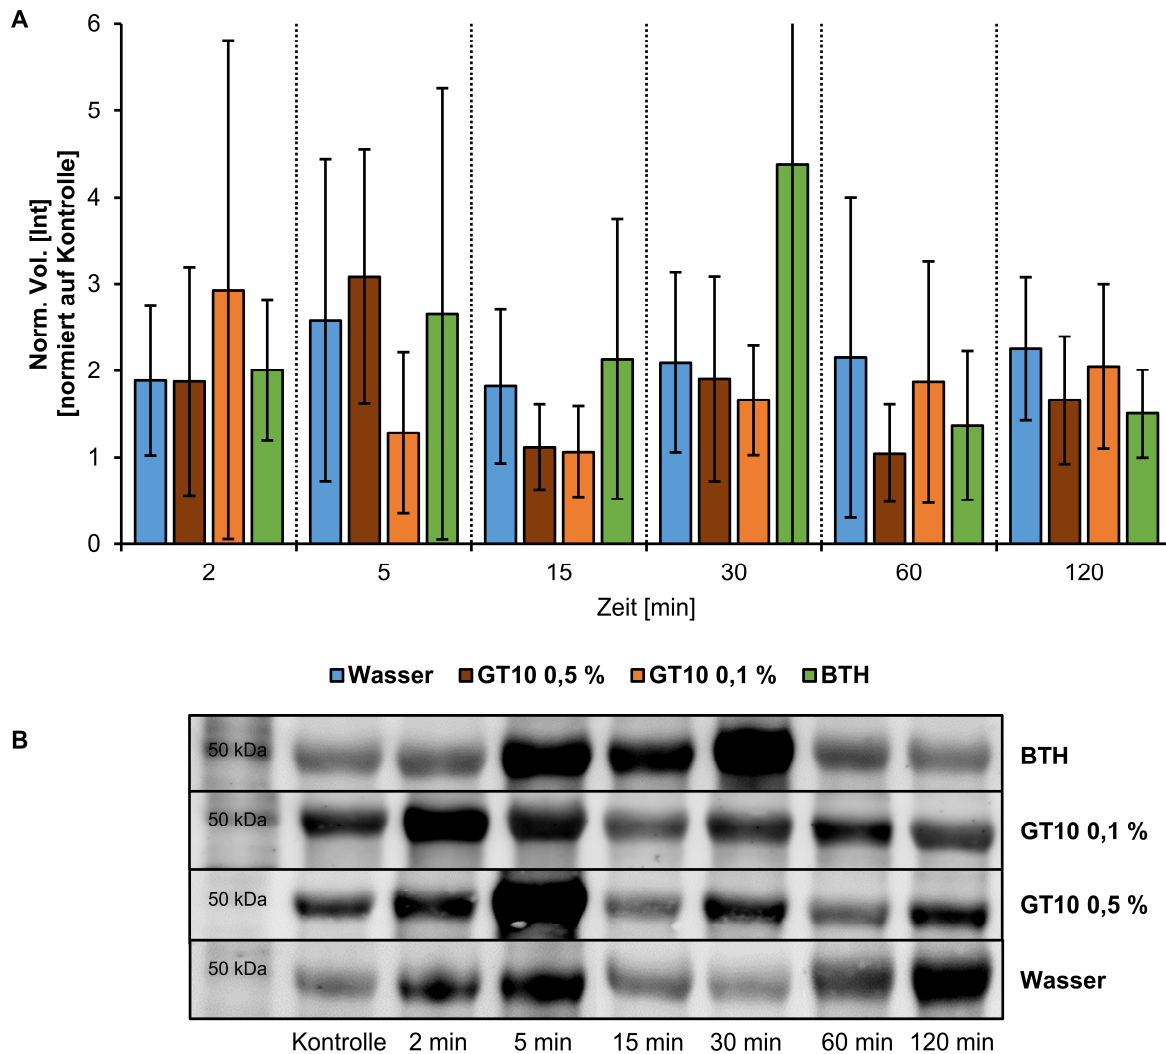 A
Norm. Vol. [Int]
[normiert auf Kontrolle]
6
5
4
3
2
1
0
2 5 15 30 60 120
Zeit [min]
Wasser GT10 0,5 % GT10 0,1 % BTH
B
50 kDa BTH
50 kDa GT10 0,1 %
50 kDa GT10 0,5 %
50 kDa Wasser
Kontrolle 2 min 5 min 15 min 30 min 60 min 120 min